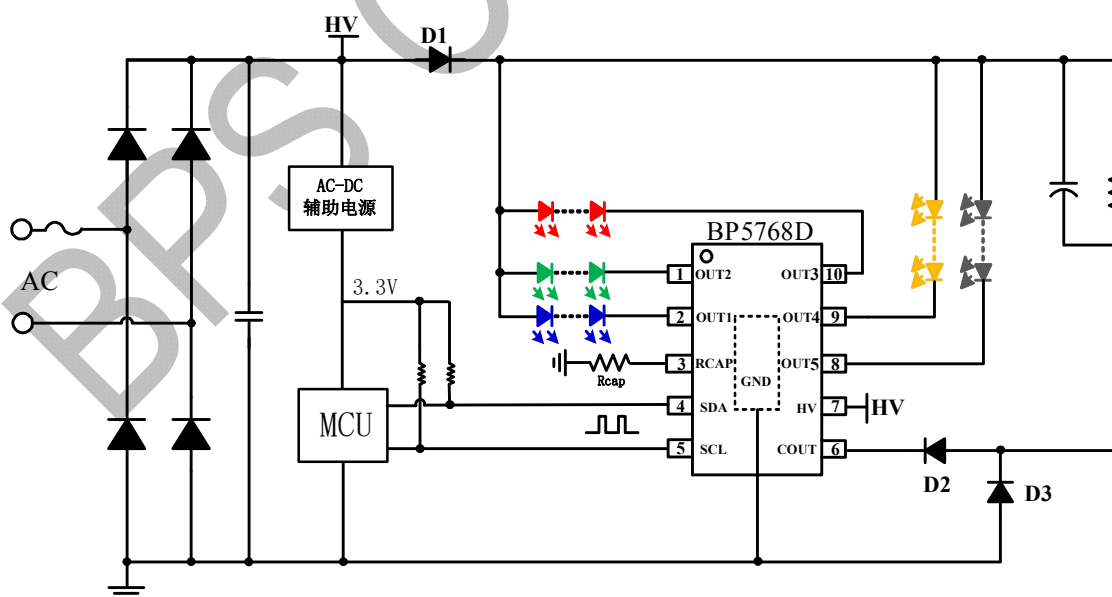 HV
D1
AC-DC
辅助电源
BP5768D
1 OUT2
OUT3 10
AC
3.3V
2 OUT1
OUT4 9
3 RCAP
OUT5 8
Rcap
GND
MCU
4 SDA
HV 7
HV
5 SCL
COUT 6
D2
D3
BPS